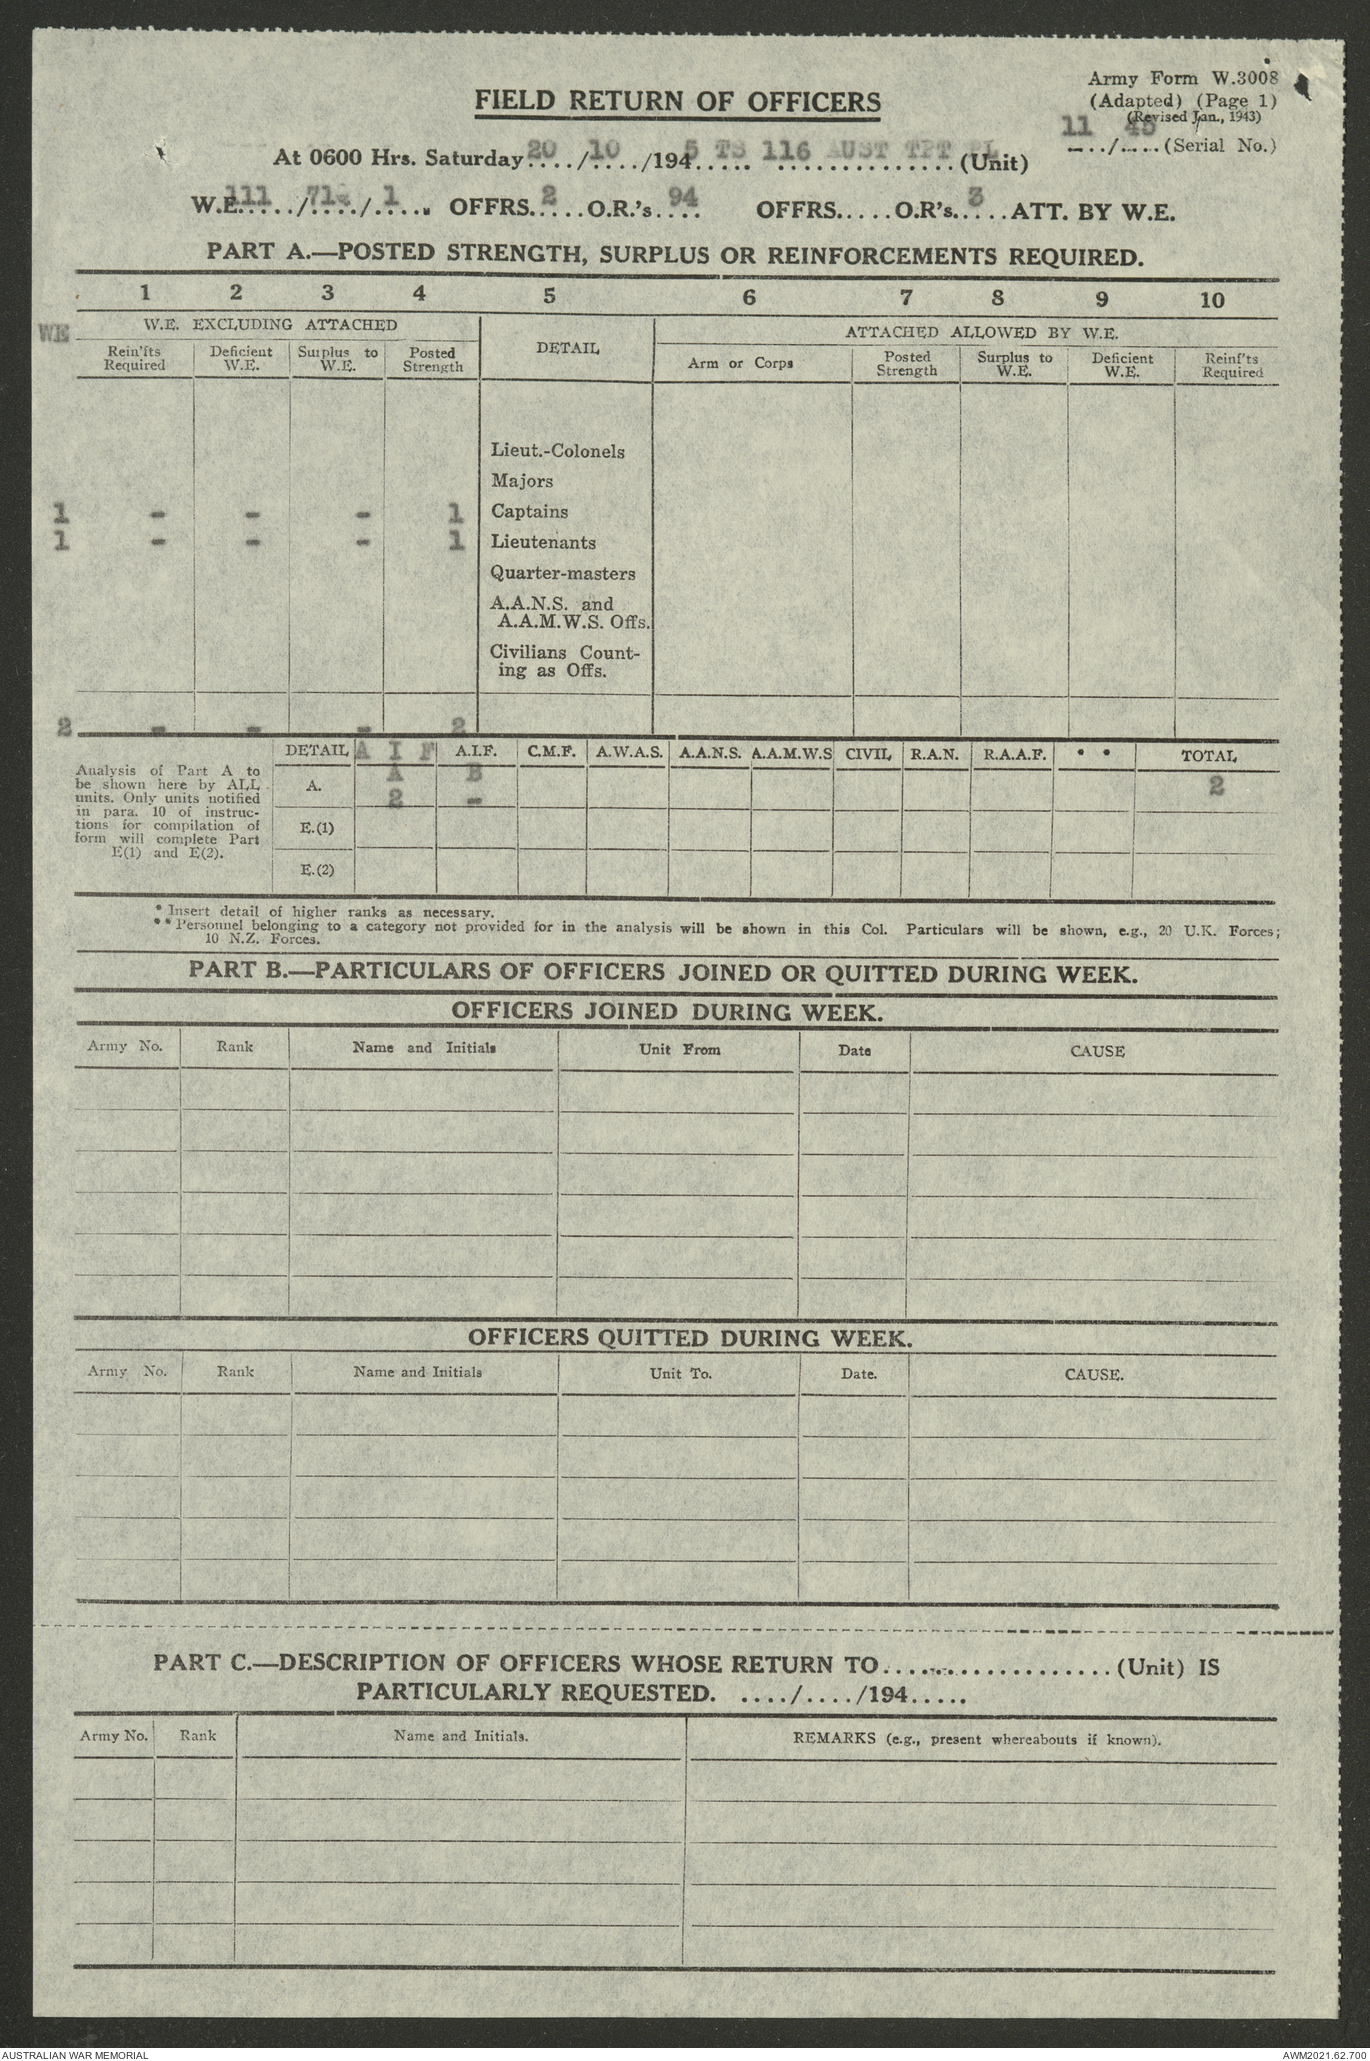 Army Form W.3008
FIELD RETURN OF OFFICERS
(Adapted) (Page 1)
(Revised Jan., 1943)
11 45
At 0600 Hrs. Saturday 20 / 10 / 194 5 TS 116 AUST TPT PL (Unit)
..../.... (Serial No.)
W.E. 111 / / 1 OFFRS. 2 O.R.'s 94 OFFRS..... O.R's. 3 ATT. BY W.E.
PART A.—POSTED STRENGTH, SURPLUS OR REINFORCEMENTS REQUIRED.
1 2 3 4 5 6 7 8 9 10
WE W.E. EXCLUDING ATTACHED DETAIL ATTACHED ALLOWED BY W.E.
Rein'fts Required Deficient W.E. Surplus to W.E. Posted Strength Arm or Corps Posted Strength Surplus to W.E. Deficient W.E. Reinf'ts Required
Lieut.-Colonels
Majors
1 - - - 1 Captains
1 - - - 1 Lieutenants
Quarter-masters
A.A.N.S. and
A.A.M.W.S. Offs.
Civilians Count-
ing as Offs.
2 - - - 2
DETAIL A I F A.I.F. C.M.F. A.W.A.S. A.A.N.S. A.A.M.W.S CIVIL R.A.N. R.A.A.F. * * TOTAL
A B
A. 2 - 2
E.(1)
E.(2)
Analysis of Part A to
be shown here by ALL
units. Only units notified
in para. 10 of instruc-
tions for compilation of
form will complete Part
E(1) and E(2).
* Insert detail of higher ranks as necessary.
** Personnel belonging to a category not provided for in the analysis will be shown in this Col. Particulars will be shown, e.g., 20 U.K. Forces;
10 N.Z. Forces.
PART B.—PARTICULARS OF OFFICERS JOINED OR QUITTED DURING WEEK.
OFFICERS JOINED DURING WEEK.
Army No. Rank Name and Initials Unit From Date CAUSE
OFFICERS QUITTED DURING WEEK.
Army No. Rank Name and Initials Unit To. Date. CAUSE.
PART C.—DESCRIPTION OF OFFICERS WHOSE RETURN TO.................... (Unit) IS
PARTICULARLY REQUESTED. ..../..../194.....
Army No. Rank Name and Initials. REMARKS (e.g., present whereabouts if known).
AUSTRALIAN WAR MEMORIAL AWM2021.62.700